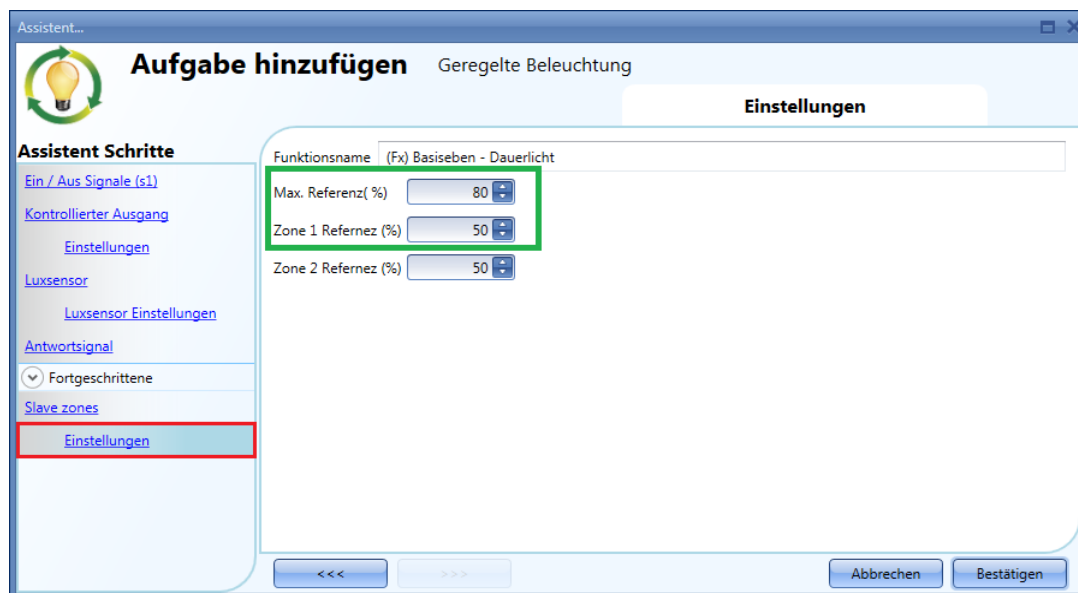 Assistent...
Aufgabe hinzufügen Geregelte Beleuchtung
Einstellungen
Assistent Schritte
Ein / Aus Signale (s1)
Kontrollierter Ausgang
Einstellungen
Luxsensor
Luxsensor Einstellungen
Antwortsignal
Fortgeschrittene
Slave zones
Einstellungen
Funktionsname (Fx) Basiseben - Dauerlicht
Max. Referenz( %) 80
Zone 1 Refernez (%) 50
Zone 2 Refernez (%) 50
<<< >>> Abbrechen Bestätigen